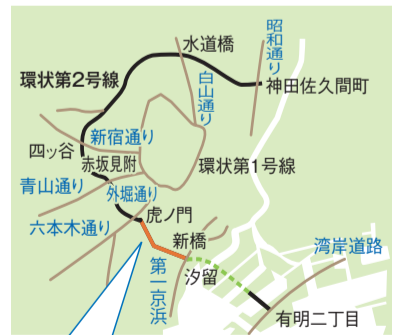 昭和通り
水道橋
環状第2号線
白山通り
神田佐久間町
新宿通り
四ッ谷
赤坂見附
環状第1号線
青山通り
外堀通り
六本木通り
虎ノ門
新橋
湾岸道路
第一京浜
汐留
有明二丁目